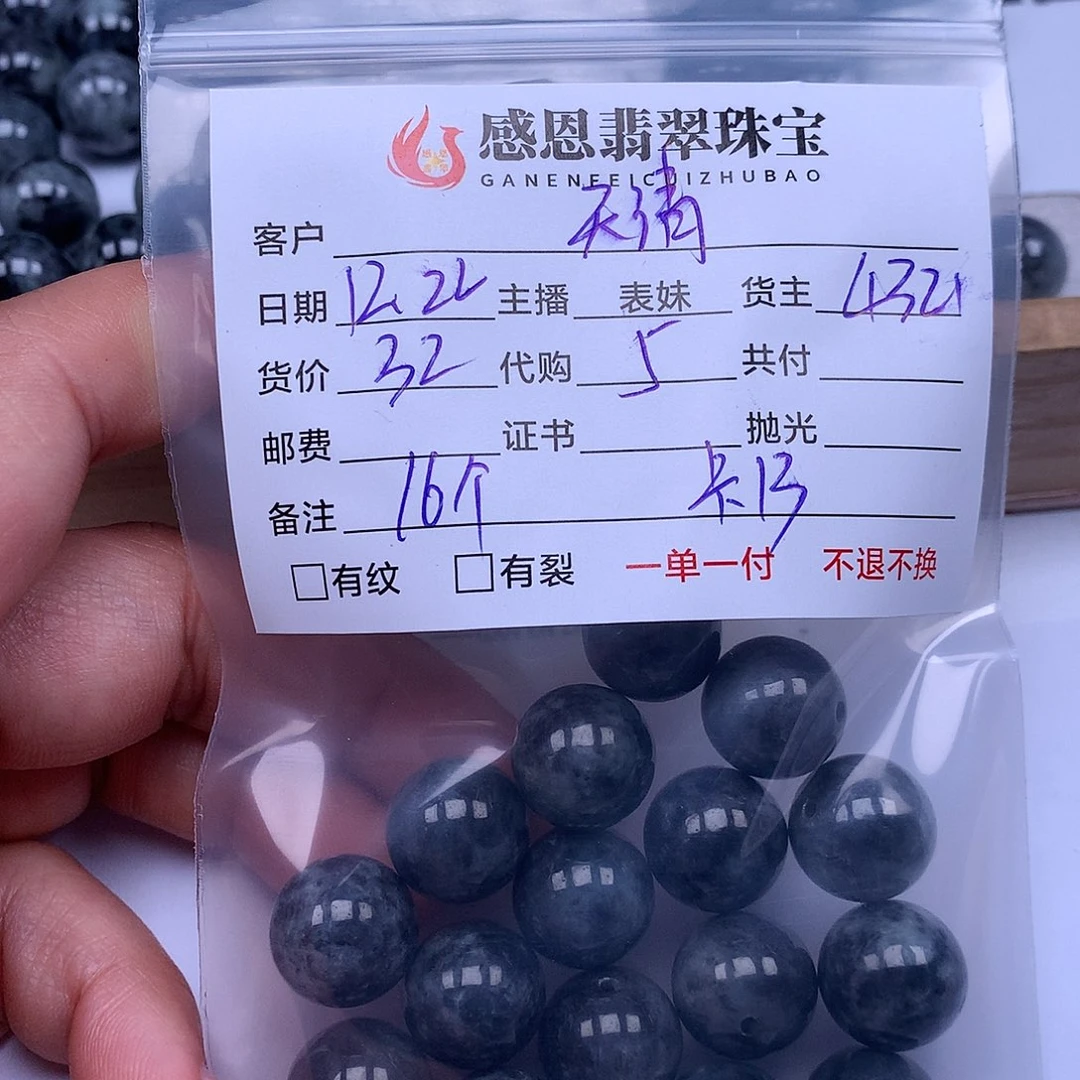 感恩翡翠珠宝
GANENFEICUIZHUBAO
客户 天清
日期 12.22 主播 表妹 货主 4321
货价 32 代购 5 共付
邮费 证书 抛光
备注 16个 卡13
有纹 有裂 一单一付 不退不换